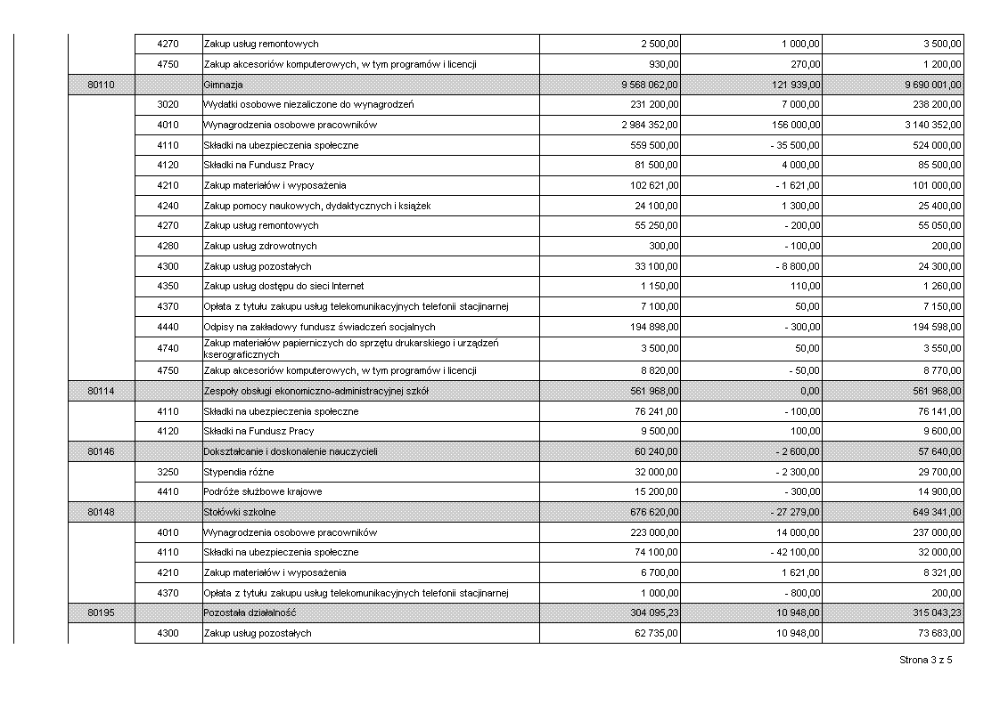 4270 Zakup usług remontowych 2 500,00 1 000,00 3 500,00
4750 Zakup akcesoriów komputerowych, w tym programów i licencji 930,00 270,00 1 200,00
80110 Gimnazja 9 568 062,00 121 939,00 9 690 001,00
3020 Wydatki osobowe niezaliczone do wynagrodzeń 231 200,00 7 000,00 238 200,00
4010 Wynagrodzenia osobowe pracowników 2 984 352,00 156 000,00 3 140 352,00
4110 Składki na ubezpieczenia społeczne 559 500,00 - 35 500,00 524 000,00
4120 Składki na Fundusz Pracy 81 500,00 4 000,00 85 500,00
4210 Zakup materiałów i wyposażenia 102 621,00 - 1 621,00 101 000,00
4240 Zakup pomocy naukowych, dydaktycznych i książek 24 100,00 1 300,00 25 400,00
4270 Zakup usług remontowych 55 250,00 - 200,00 55 050,00
4280 Zakup usług zdrowotnych 300,00 - 100,00 200,00
4300 Zakup usług pozostałych 33 100,00 - 8 800,00 24 300,00
4350 Zakup usług dostępu do sieci Internet 1 150,00 110,00 1 260,00
4370 Opłata z tytułu zakupu usług telekomunikacyjnych telefonii stacjinarnej 7 100,00 50,00 7 150,00
4440 Odpisy na zakładowy fundusz świadczeń socjalnych 194 898,00 - 300,00 194 598,00
4740 Zakup materiałów papierniczych do sprzętu drukarskiego i urządzeń
kserograficznych 3 500,00 50,00 3 550,00
4750 Zakup akcesoriów komputerowych, w tym programów i licencji 8 820,00 - 50,00 8 770,00
80114 Zespoły obsługi ekonomiczno-administracyjnej szkół 561 968,00 0,00 561 968,00
4110 Składki na ubezpieczenia społeczne 76 241,00 - 100,00 76 141,00
4120 Składki na Fundusz Pracy 9 500,00 100,00 9 600,00
80146 Dokształcanie i doskonalenie nauczycieli 60 240,00 - 2 600,00 57 640,00
3250 Stypendia różne 32 000,00 - 2 300,00 29 700,00
4410 Podróże służbowe krajowe 15 200,00 - 300,00 14 900,00
80148 Stołówki szkolne 676 620,00 - 27 279,00 649 341,00
4010 Wynagrodzenia osobowe pracowników 223 000,00 14 000,00 237 000,00
4110 Składki na ubezpieczenia społeczne 74 100,00 - 42 100,00 32 000,00
4210 Zakup materiałów i wyposażenia 6 700,00 1 621,00 8 321,00
4370 Opłata z tytułu zakupu usług telekomunikacyjnych telefonii stacjinarnej 1 000,00 - 800,00 200,00
80195 Pozostała działalność 304 095,23 10 948,00 315 043,23
4300 Zakup usług pozostałych 62 735,00 10 948,00 73 683,00
Strona 3 z 5